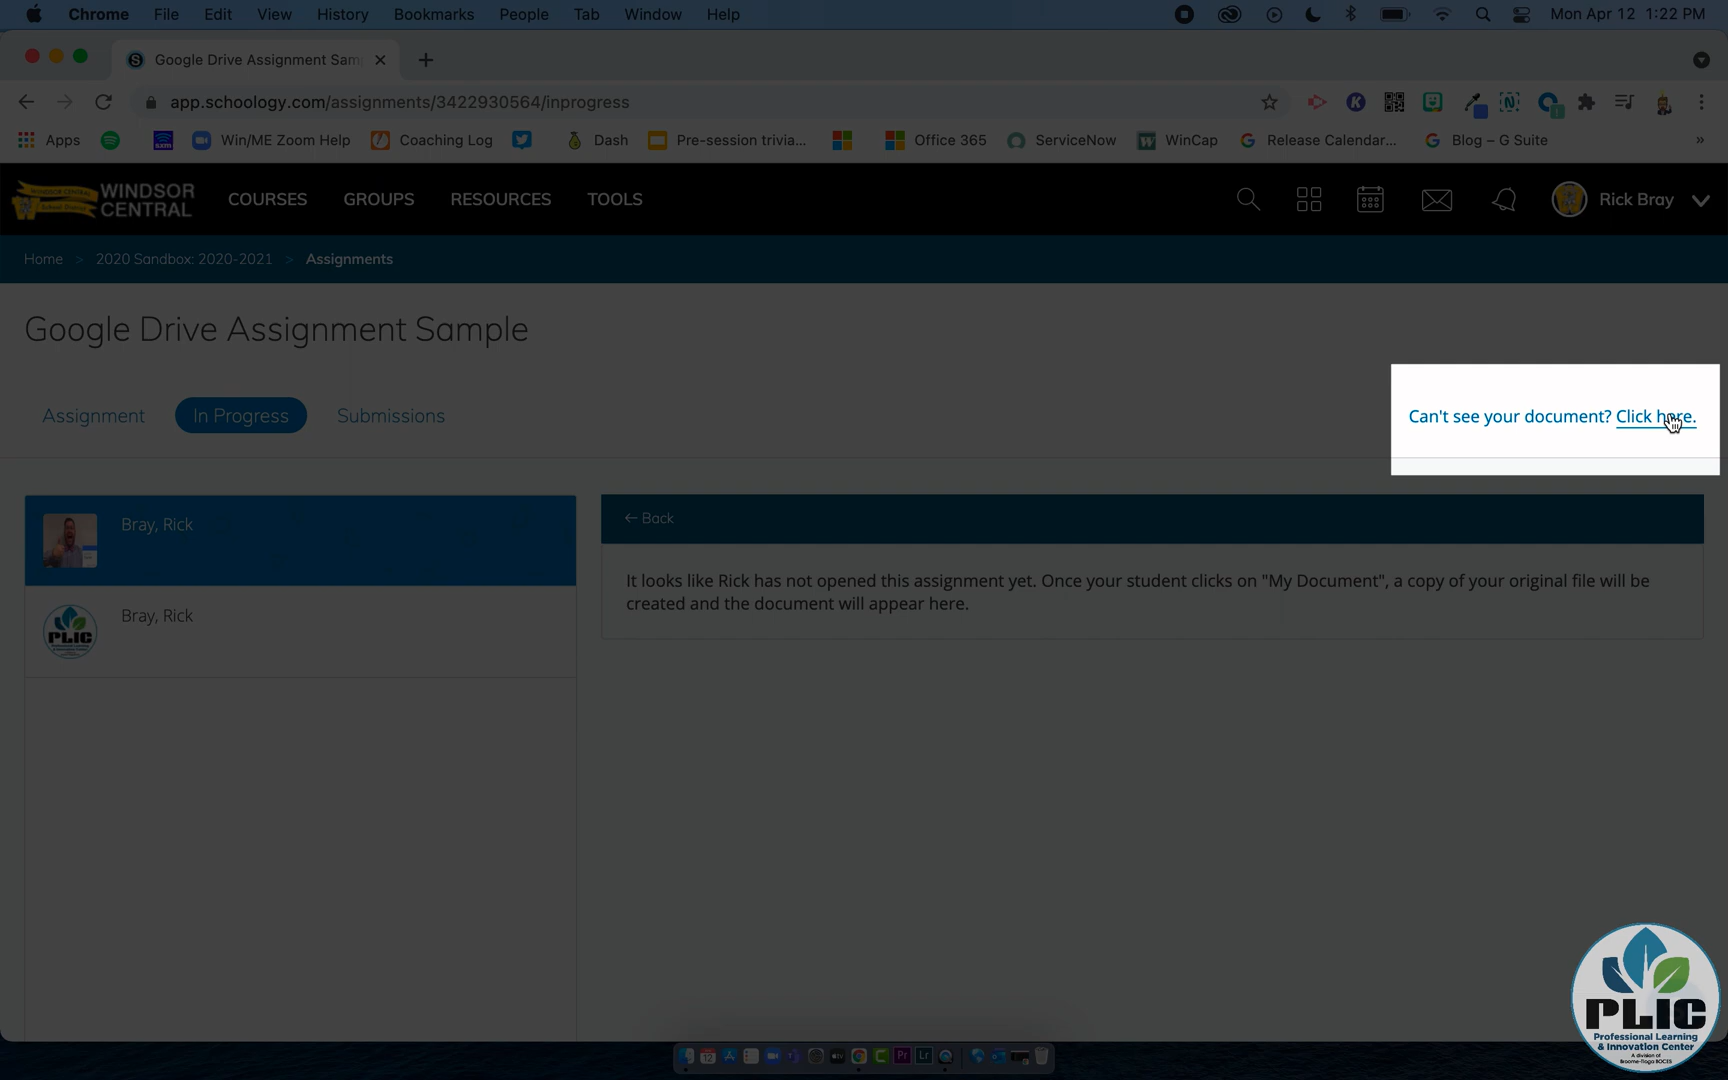 Chrome File Edit View History Bookmarks People Tab Window Help Mon Apr 12 1:22 PM
Google Drive Assignment Sam
app.schoology.com/assignments/3422930564/inprogress
Apps Win/ME Zoom Help Coaching Log Dash Pre-session trivia... Office 365 ServiceNow WinCap Release Calendar... Blog – G Suite »
WINDSOR CENTRAL COURSES GROUPS RESOURCES TOOLS Rick Bray
Home > 2020 Sandbox: 2020-2021 > Assignments
Google Drive Assignment Sample
Assignment In Progress Submissions Can't see your document? Click here.
Bray, Rick
Bray, Rick
PLIC
← Back
It looks like Rick has not opened this assignment yet. Once your student clicks on "My Document", a copy of your original file will be
created and the document will appear here.
PLIC
Professional Learning
& Innovation Center
A division of
Broome-Tioga BOCES